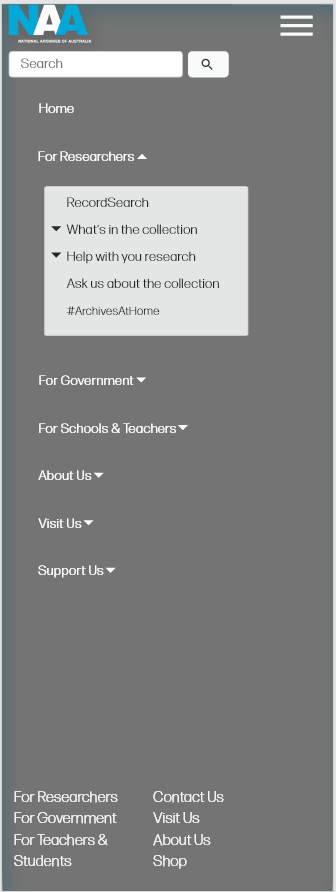 NAA
NATIONAL ARCHIVES OF AUSTRALIA
Search
Home
For Researchers
RecordSearch
What's in the collection
Help with you research
Ask us about the collection
#ArchivesAtHome
For Government
For Schools & Teachers
About Us
Visit Us
Support Us
For Researchers
For Government
For Teachers &
Students
Contact Us
Visit Us
About Us
Shop